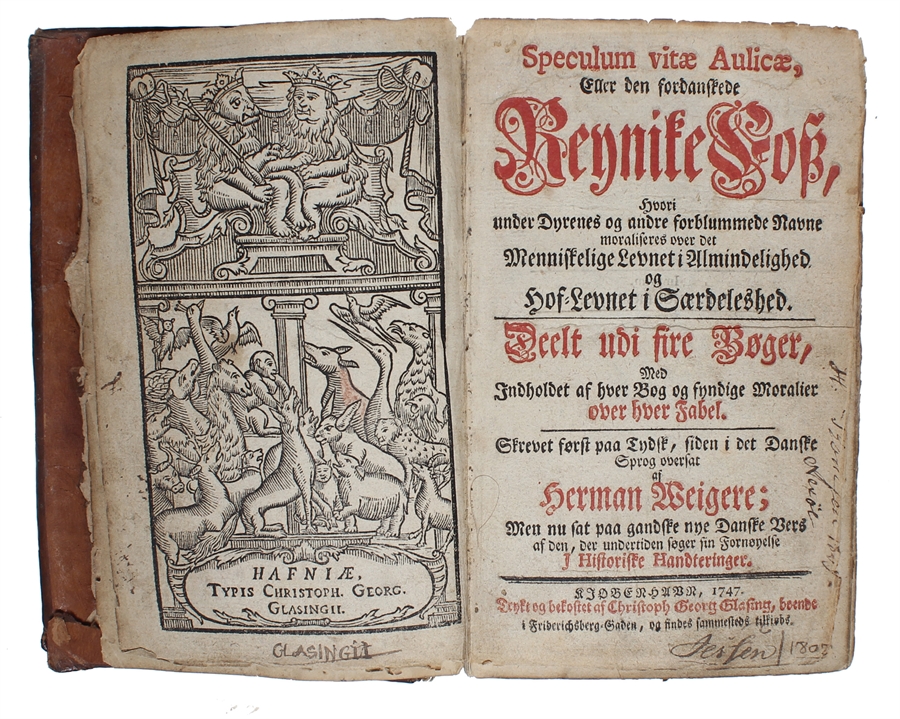 HAFNIÆ,
TYPIS CHRISTOPH. GEORG.
GLASINGII.
GLASINGII
Speculum vitæ Aulicæ,
Eller den fordanskede
Reynike Foß,
Hvori
under Dyrenes og andre forblummede Navne
moraliseres over det
Menniskelige Levnet i Almindelighed
og
Hof-Levnet i Særdeleshed.
Deelt udi fire Bøger,
Med
Indholdet af hver Bog og fyndige Moralier
over hver Fabel.
Skrevet først paa Tydsk, siden i det Danske
Sprog oversat
af
Herman Weigere;
Men nu sat paa gandske nye Danske Vers
af den, der undertiden søger sin Fornøyelse
J Historiske Handteringer.
KIØBENHAVN, 1747.
Trykt og bekostet af Christoph Georg Glasing, boende
i Friderichsberg-Gaden, og findes sammesteds tilkiøbs.
1803